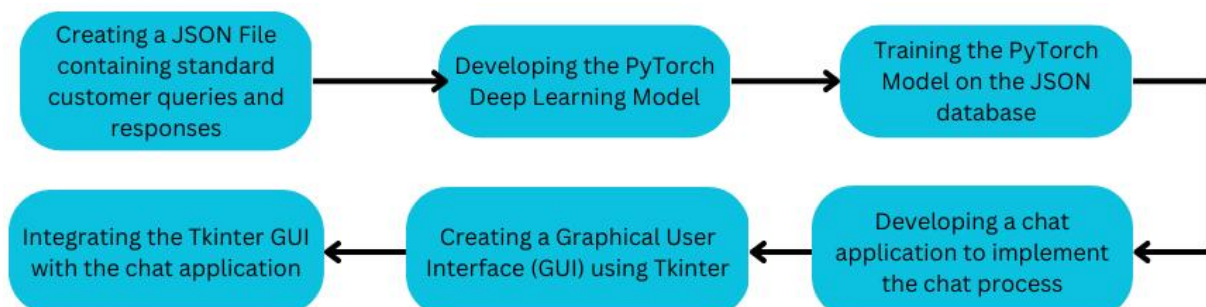 Creating a JSON File
containing standard
customer queries and
responses
Developing the PyTorch
Deep Learning Model
Training the PyTorch
Model on the JSON
database
Developing a chat
application to implement
the chat process
Creating a Graphical User
Interface (GUI) using Tkinter
Integrating the Tkinter GUI
with the chat application